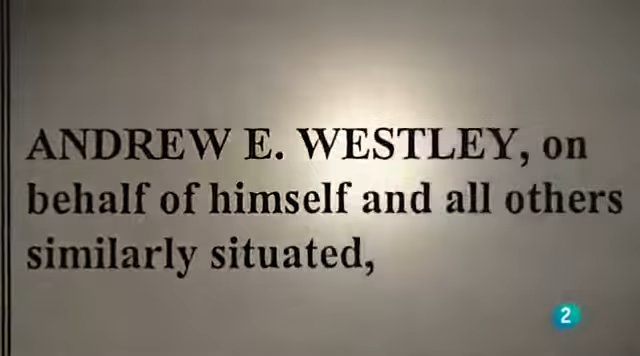 ANDREW E. WESTLEY, on
behalf of himself and all others
similarly situated,
2